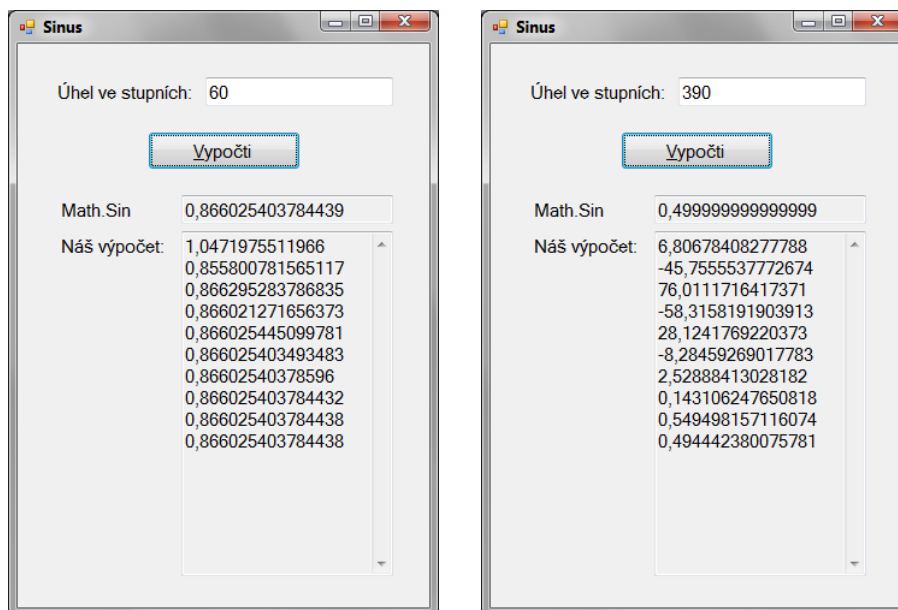 Sinus
Úhel ve stupních: 60
Vypočti
Math.Sin 0,866025403784439
Náš výpočet: 1,0471975511966
0,855800781565117
0,866295283786835
0,866021271656373
0,866025445099781
0,866025403493483
0,86602540378596
0,866025403784432
0,866025403784438
0,866025403784438
Sinus
Úhel ve stupních: 390
Vypočti
Math.Sin 0,499999999999999
Náš výpočet: 6,80678408277788
-45,7555537772674
76,0111716417371
-58,3158191903913
28,1241769220373
-8,28459269017783
2,52888413028182
0,143106247650818
0,549498157116074
0,494442380075781